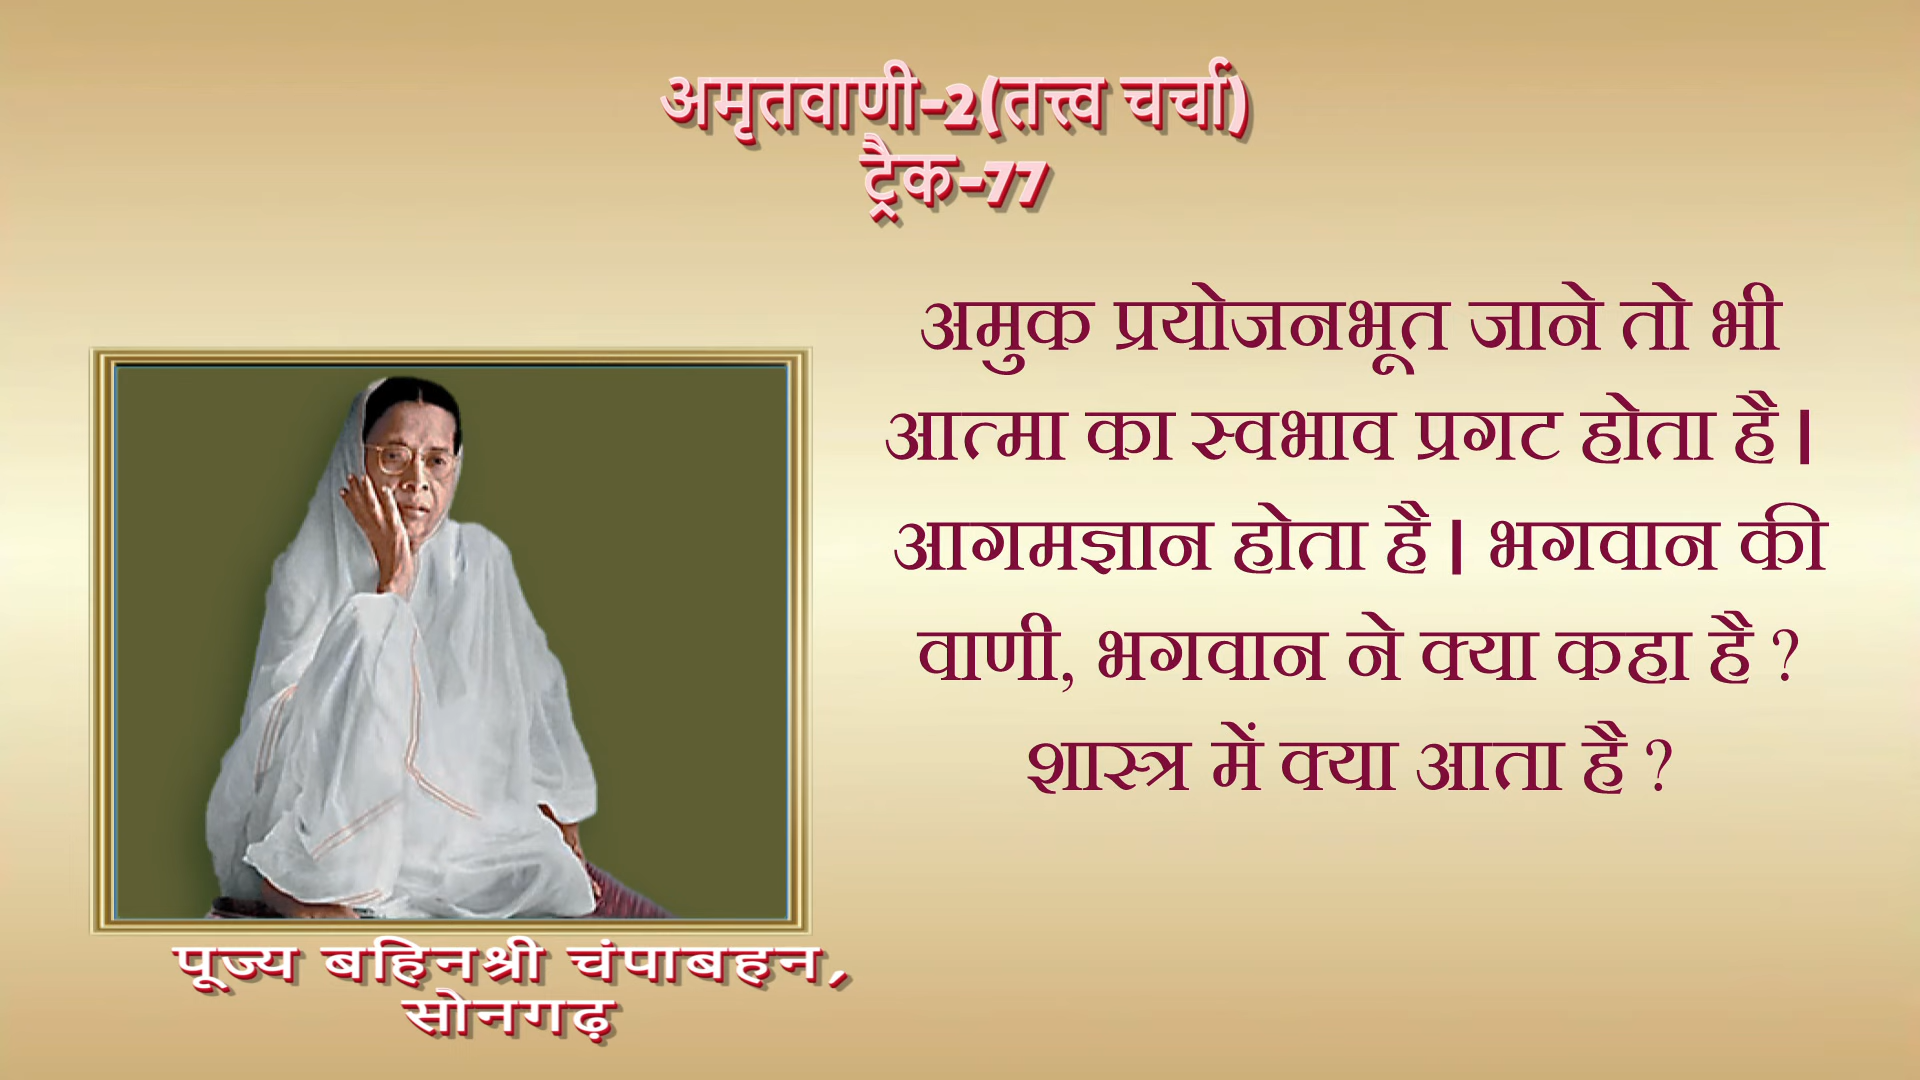 अमृतवाणी-2(तत्त्व चर्चा)
ट्रैक-77
अमुक प्रयोजनभूत जाने तो भी
आत्मा का स्वभाव प्रगट होता है।
आगमज्ञान होता है। भगवान की
वाणी, भगवान ने क्या कहा है?
शास्त्र में क्या आता है?
पूज्य बहिनश्री चंपाबहन,
सोनगढ़